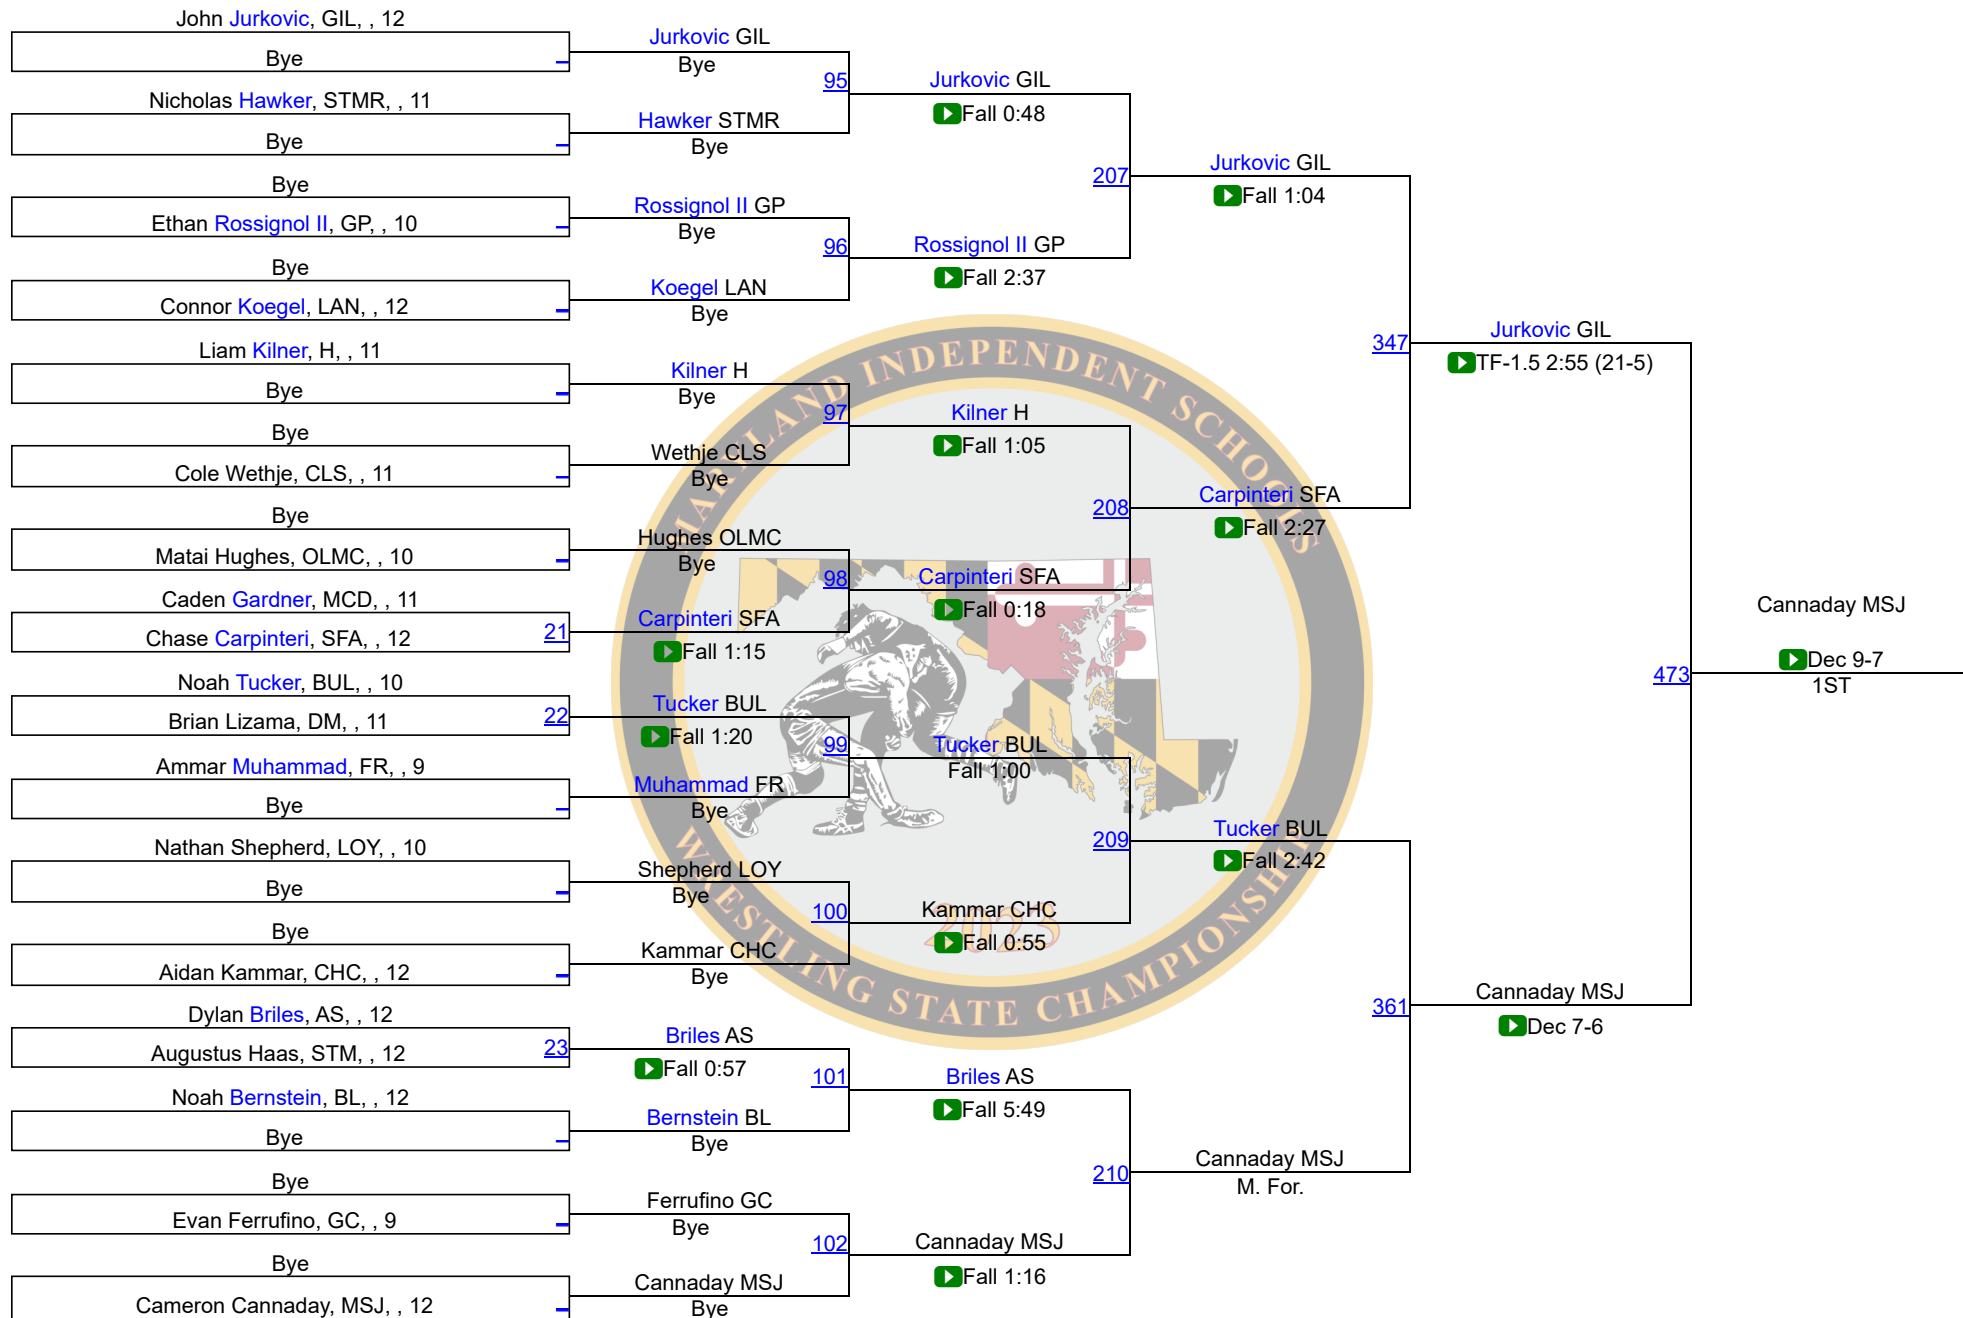 John Jurkovic, GIL, , 12
Bye
Nicholas Hawker, STMR, , 11
Bye
Bye
Ethan Rossignol II, GP, , 10
Bye
Connor Koegel, LAN, , 12
Liam Kilner, H, , 11
Bye
Bye
Cole Wethje, CLS, , 11
Bye
Matai Hughes, OLMC, , 10
Caden Gardner, MCD, , 11
Chase Carpinteri, SFA, , 12
21
Noah Tucker, BUL, , 10
Brian Lizama, DM, , 11
22
Ammar Muhammad, FR, , 9
Bye
Nathan Shepherd, LOY, , 10
Bye
Bye
Aidan Kammar, CHC, , 12
Dylan Briles, AS, , 12
Augustus Haas, STM, , 12
23
Noah Bernstein, BL, , 12
Bye
Bye
Evan Ferrufino, GC, , 9
Bye
Cameron Cannaday, MSJ, , 12
Jurkovic GIL
Bye
95
Hawker STMR
Bye
Rossignol II GP
Bye
96
Koegel LAN
Bye
Kilner H
Bye
97
Wethje CLS
Bye
Hughes OLMC
Bye
98
Carpinteri SFA
Fall 1:15
Tucker BUL
Fall 1:20
99
Muhammad FR
Bye
Shepherd LOY
Bye
100
Kammar CHC
Bye
Briles AS
Fall 0:57
101
Bernstein BL
Bye
Ferrufino GC
Bye
102
Cannaday MSJ
Bye
Jurkovic GIL
Fall 0:48
207
Rossignol II GP
Fall 2:37
Kilner H
Fall 1:05
208
Carpinteri SFA
Fall 0:18
Tucker BUL
Fall 1:00
209
Kammar CHC
Fall 0:55
Briles AS
Fall 5:49
210
Cannaday MSJ
Fall 1:16
Jurkovic GIL
Fall 1:04
347
Carpinteri SFA
Fall 2:27
Tucker BUL
Fall 2:42
361
Cannaday MSJ
M. For.
Jurkovic GIL
TF-1.5 2:55 (21-5)
473
Cannaday MSJ
Dec 7-6
Cannaday MSJ
Dec 9-7
1ST
MARYLAND INDEPENDENT SCHOOLS
2023
WRESTLING STATE CHAMPIONSHIP